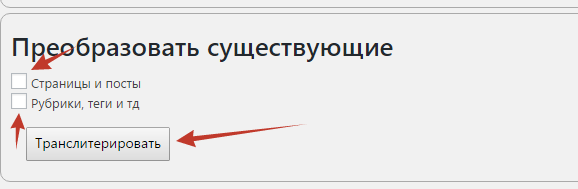 Преобразовать существующие
Страницы и посты
Рубрики, теги и тд
Транслитерировать